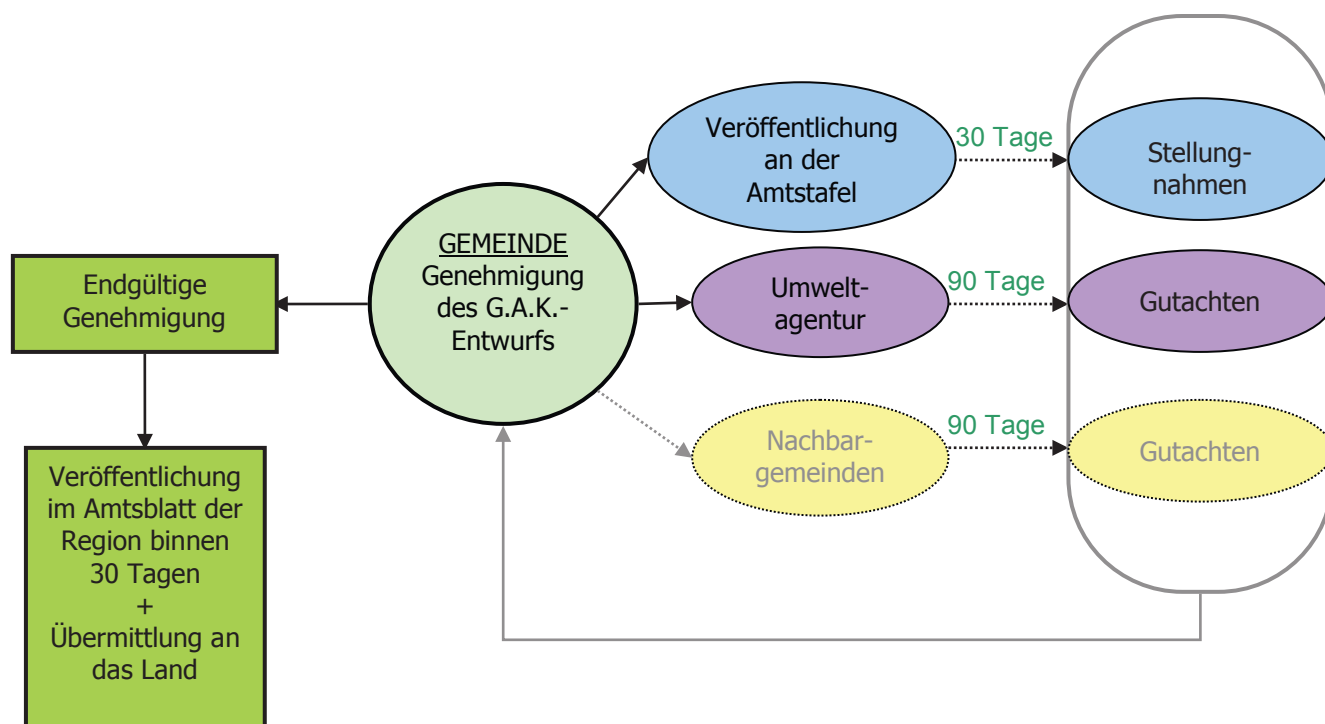 Veröffentlichung
an der
Amtstafel
30 Tage
Stellung-
nahmen
GEMEINDE
Genehmigung
des G.A.K.-
Entwurfs
Endgültige
Genehmigung
Umwelt-
agentur
90 Tage
Gutachten
Nachbar-
gemeinden
90 Tage
Gutachten
Veröffentlichung
im Amtsblatt der
Region binnen
30 Tagen
+
Übermittlung an
das Land